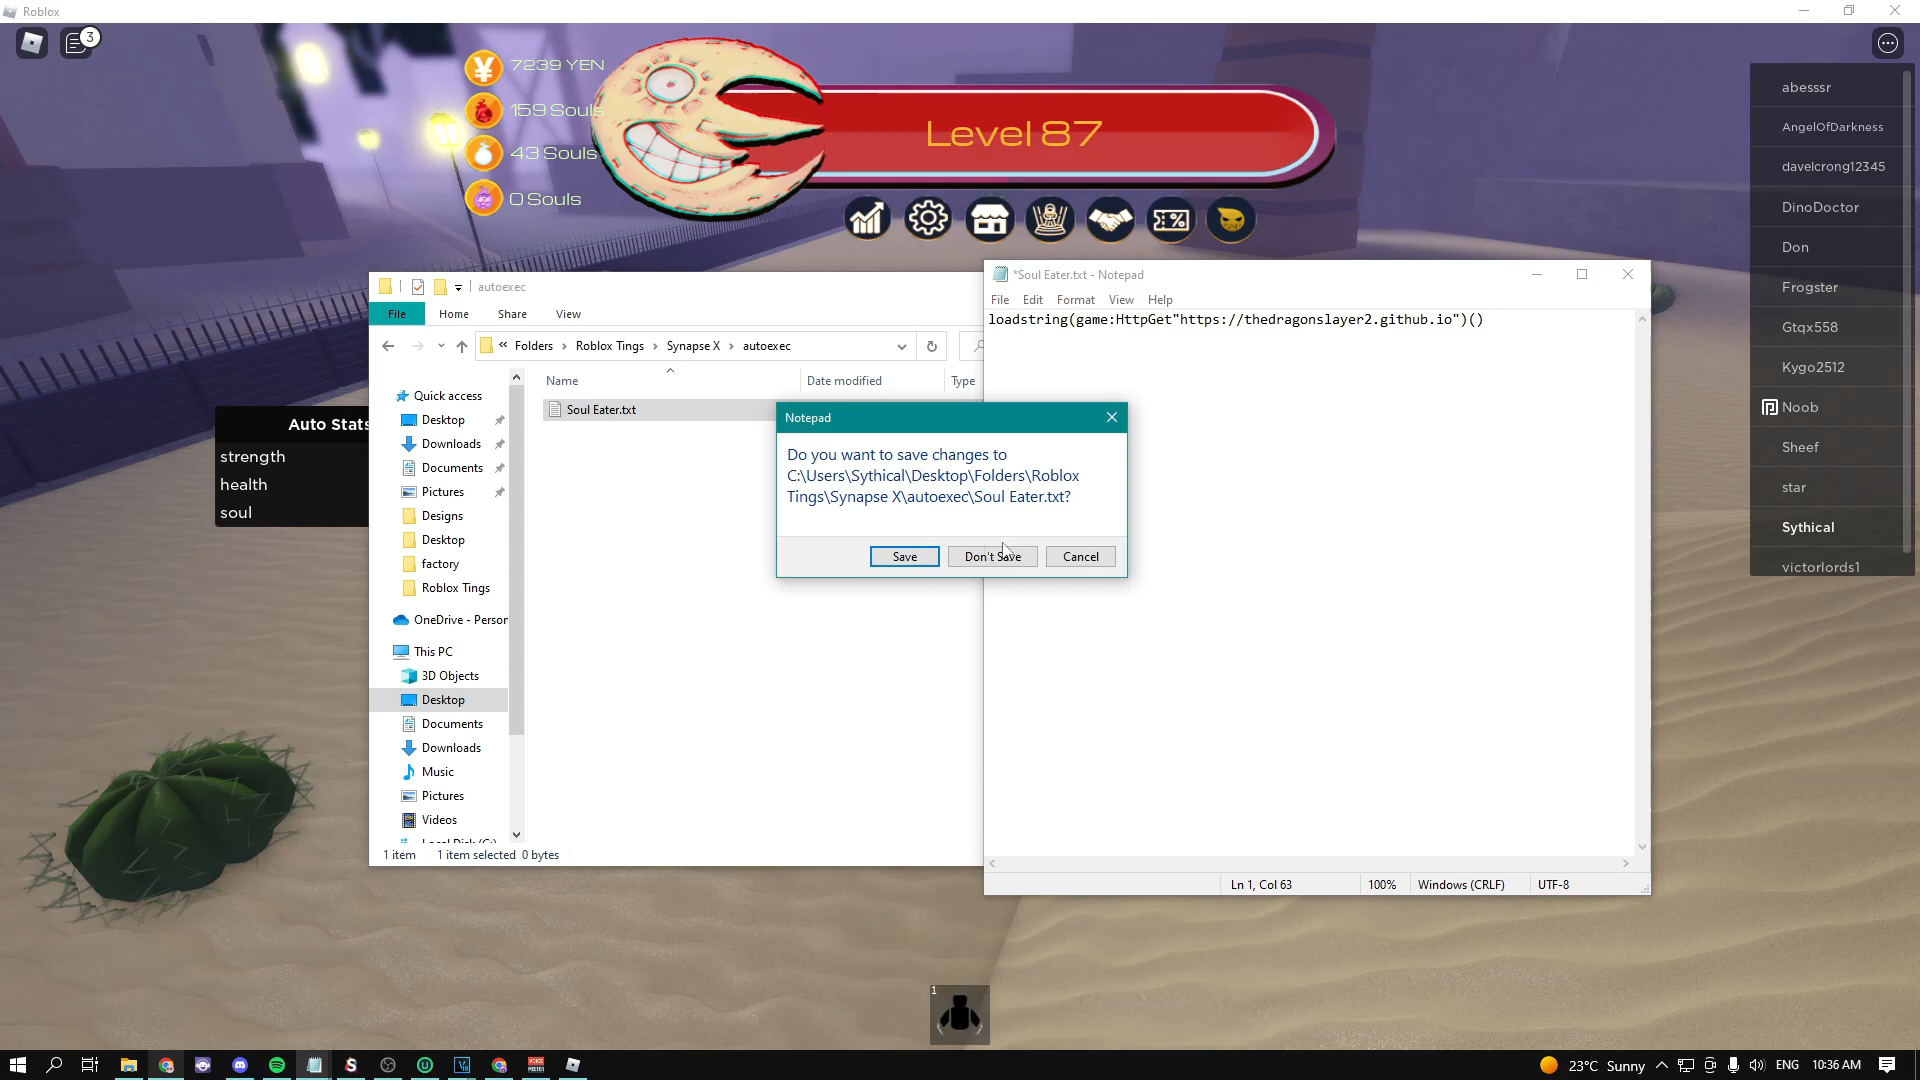 Roblox
3
7239 YEN
159 Souls
43 Souls
0 Souls
Level 87
abesssr
AngelOfDarkness
davelcrong12345
DinoDoctor
Don
Frogster
Gtqx558
Kygo2512
Noob
Sheef
star
Sythical
victorlords1
Auto Stats
strength
health
soul
autoexec
File Home Share View
« Folders › Roblox Tings › Synapse X › autoexec
Name Date modified Type
Soul Eater.txt
Quick access
Desktop
Downloads
Documents
Pictures
Designs
Desktop
factory
Roblox Tings
OneDrive - Person
This PC
3D Objects
Desktop
Documents
Downloads
Music
Pictures
Videos
Local Disk (C:)
1 item 1 item selected 0 bytes
*Soul Eater.txt - Notepad
File Edit Format View Help
loadstring(game:HttpGet"https://thedragonslayer2.github.io")()
Ln 1, Col 63 100% Windows (CRLF) UTF-8
Notepad
Do you want to save changes to
C:\Users\Sythical\Desktop\Folders\Roblox
Tings\Synapse X\autoexec\Soul Eater.txt?
Save Don't Save Cancel
1
23°C Sunny ENG 10:36 AM